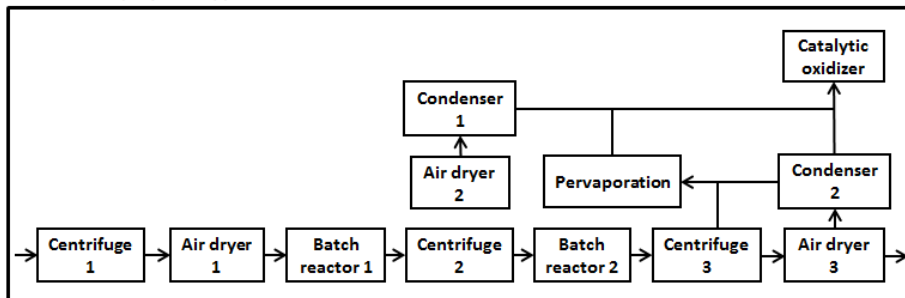 Catalytic
oxidizer
Condenser
1
Air dryer
2
Pervaporation
Condenser
2
Centrifuge
1
Air dryer
1
Batch
reactor 1
Centrifuge
2
Batch
reactor 2
Centrifuge
3
Air dryer
3